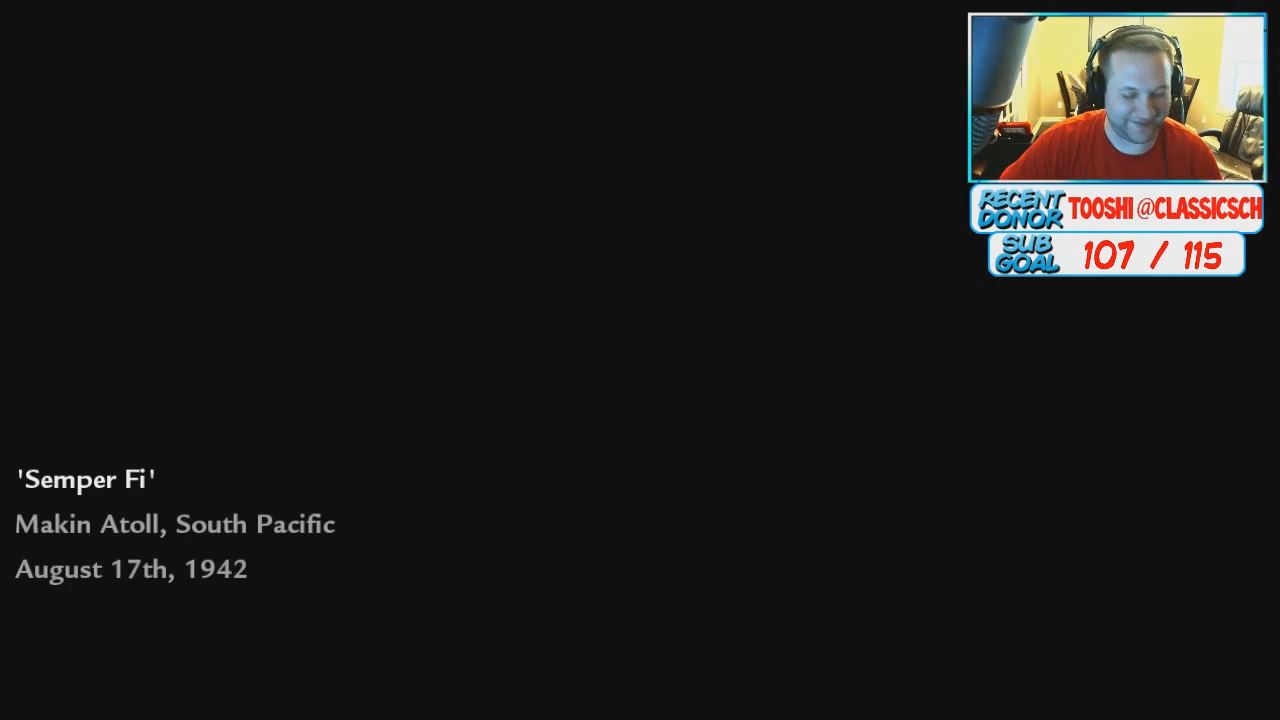 RECENT DONOR TOOSHI @CLASSICSCH
SUB GOAL 107 / 115
'Semper Fi'
Makin Atoll, South Pacific
August 17th, 1942